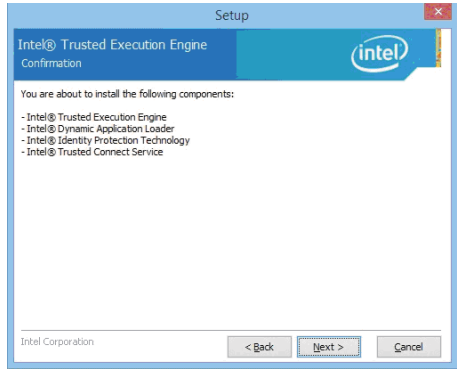 Setup
Intel® Trusted Execution Engine
Confirmation
intel
You are about to install the following components:
- Intel® Trusted Execution Engine
- Intel® Dynamic Application Loader
- Intel® Identity Protection Technology
- Intel® Trusted Connect Service
Intel Corporation
< Back
Next >
Cancel